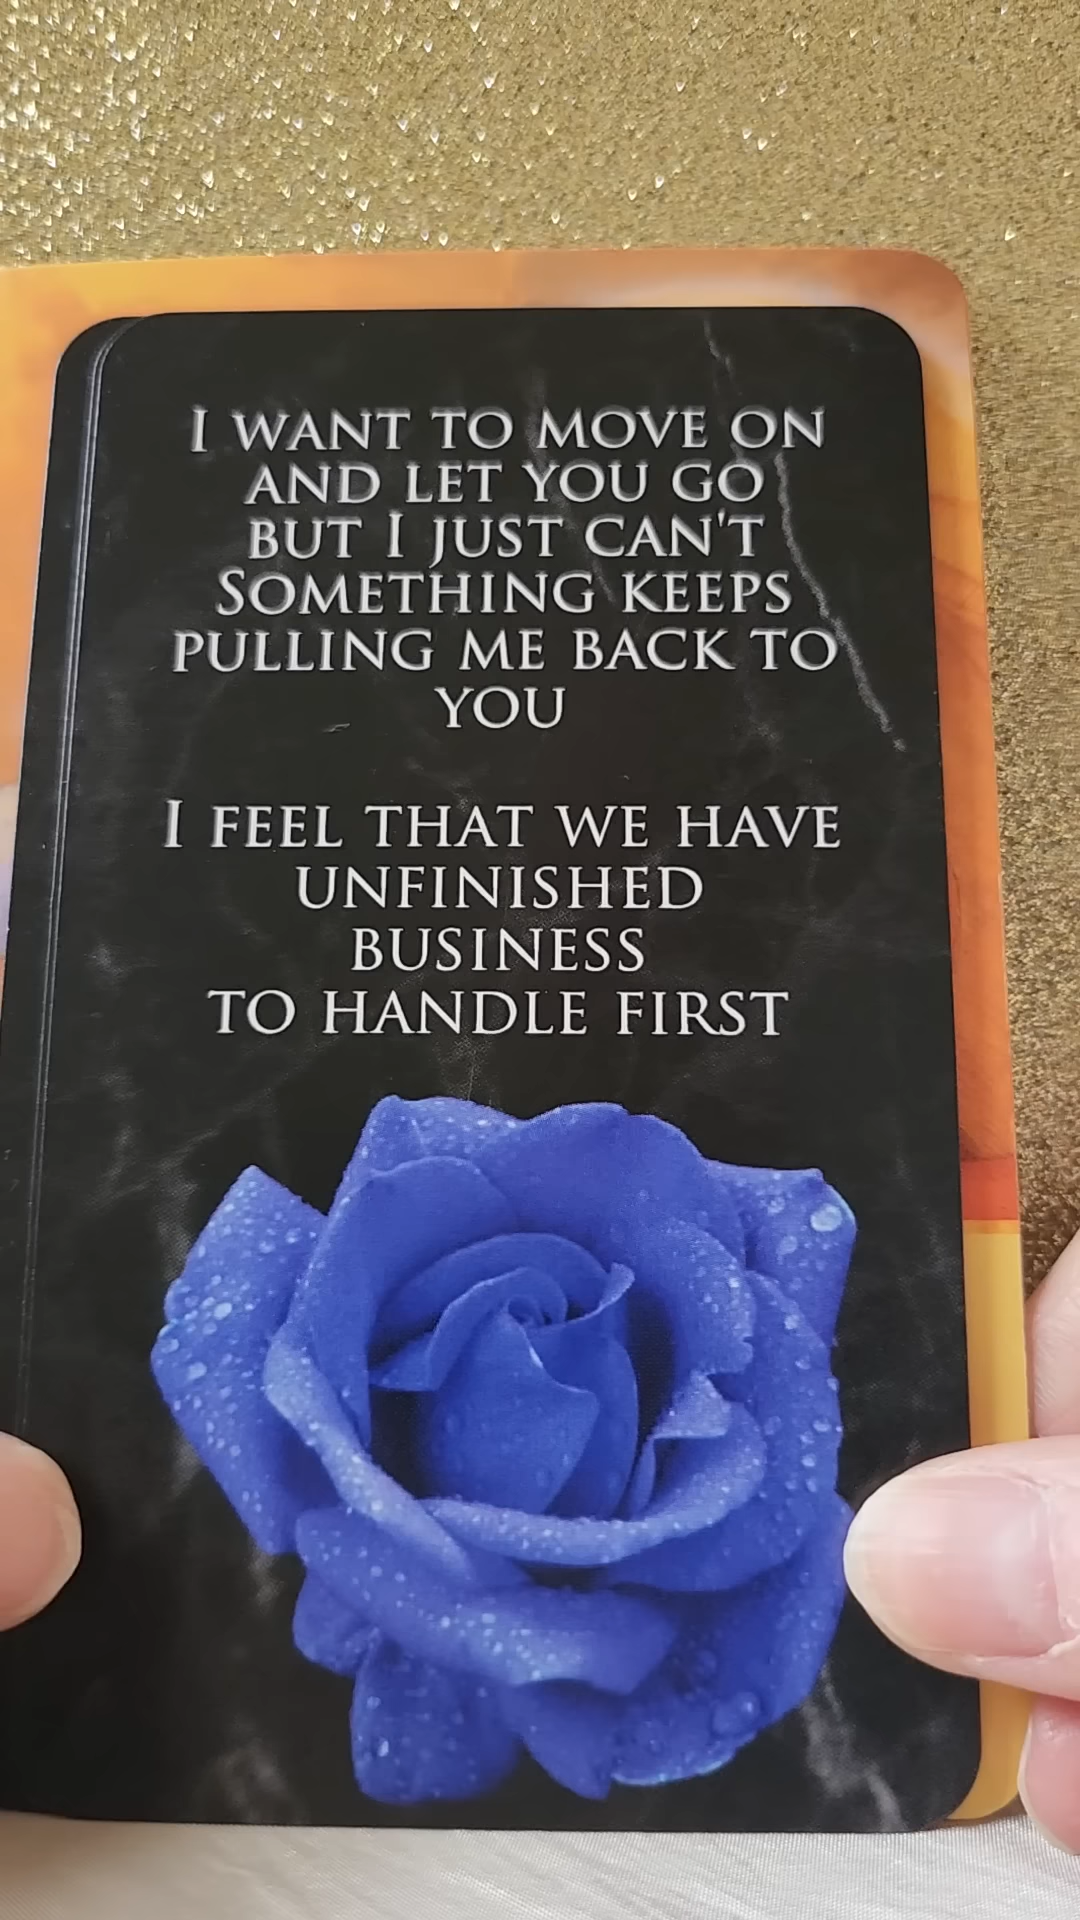 I WANT TO MOVE ON
AND LET YOU GO
BUT I JUST CAN'T
SOMETHING KEEPS
PULLING ME BACK TO
YOU
I FEEL THAT WE HAVE
UNFINISHED
BUSINESS
TO HANDLE FIRST